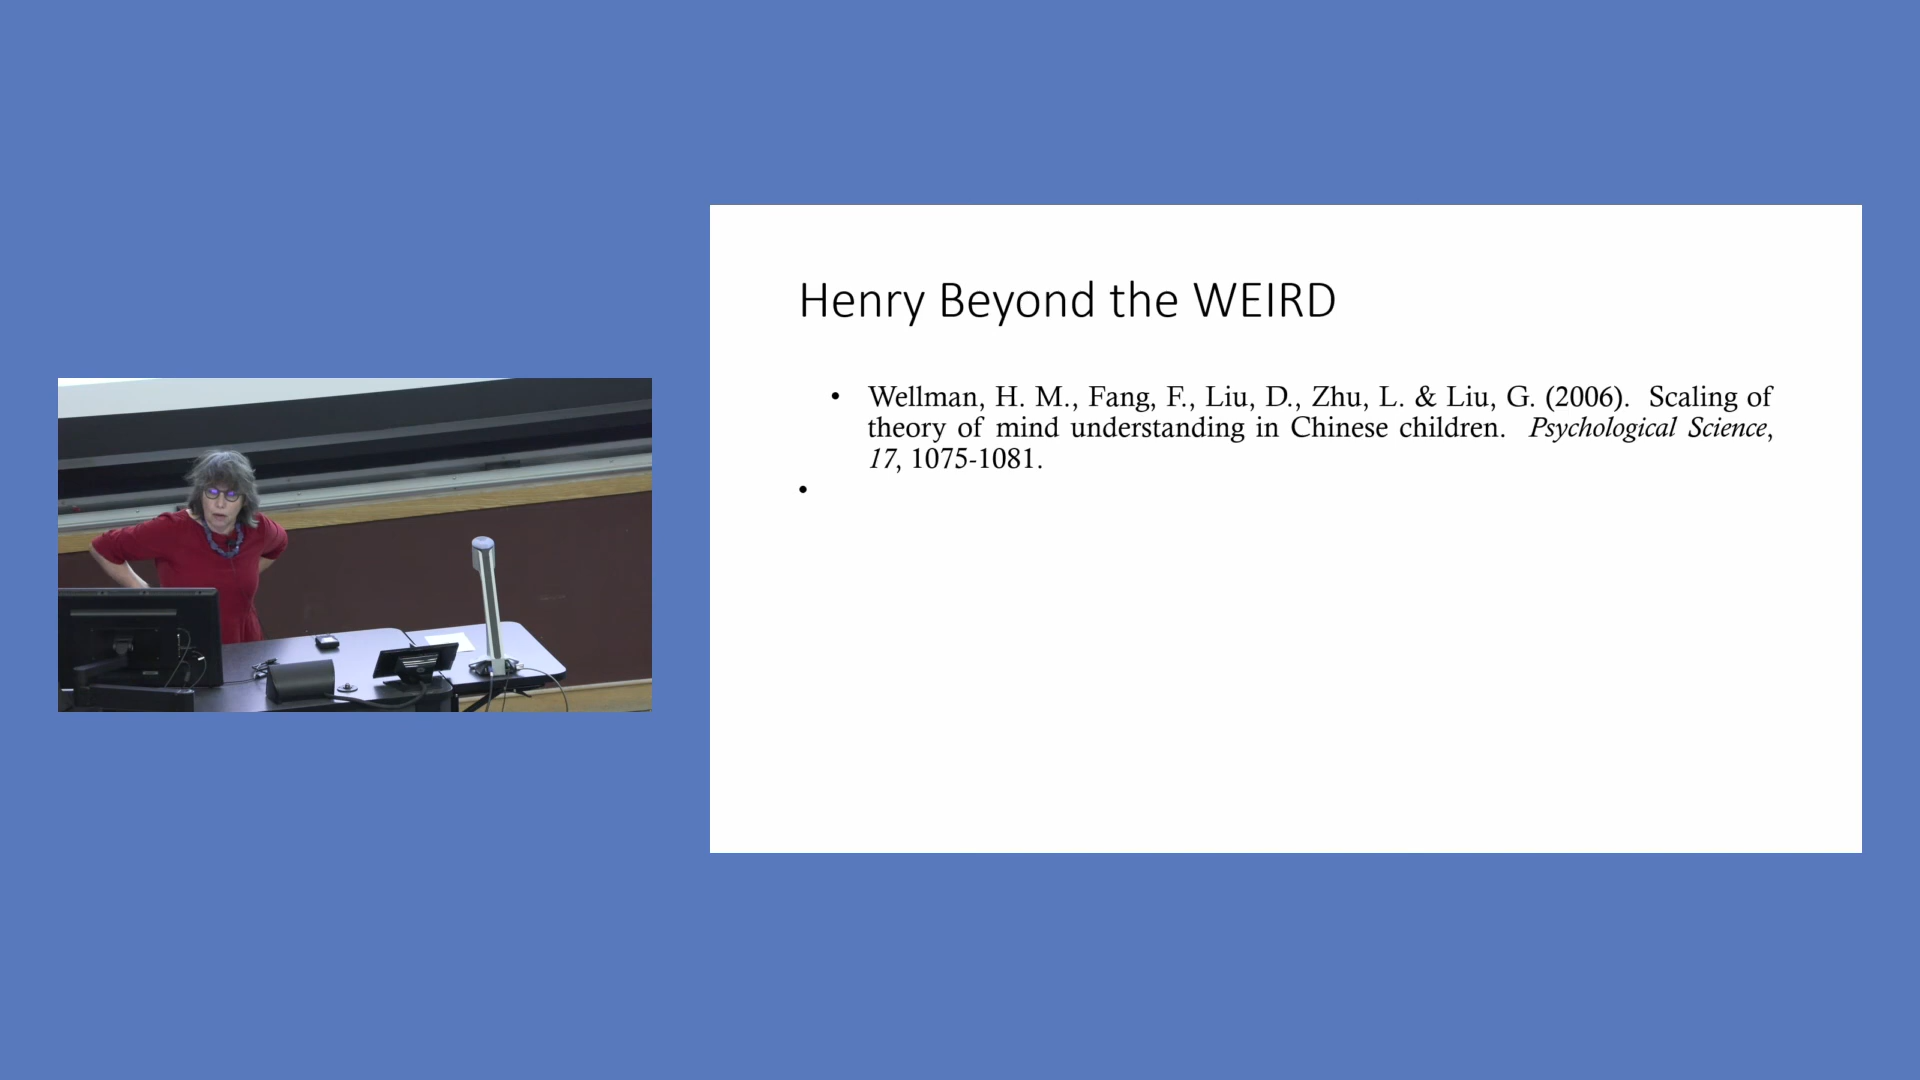 Henry Beyond the WEIRD
• Wellman, H. M., Fang, F., Liu, D., Zhu, L. & Liu, G. (2006). Scaling of
theory of mind understanding in Chinese children. Psychological Science,
17, 1075-1081.
•